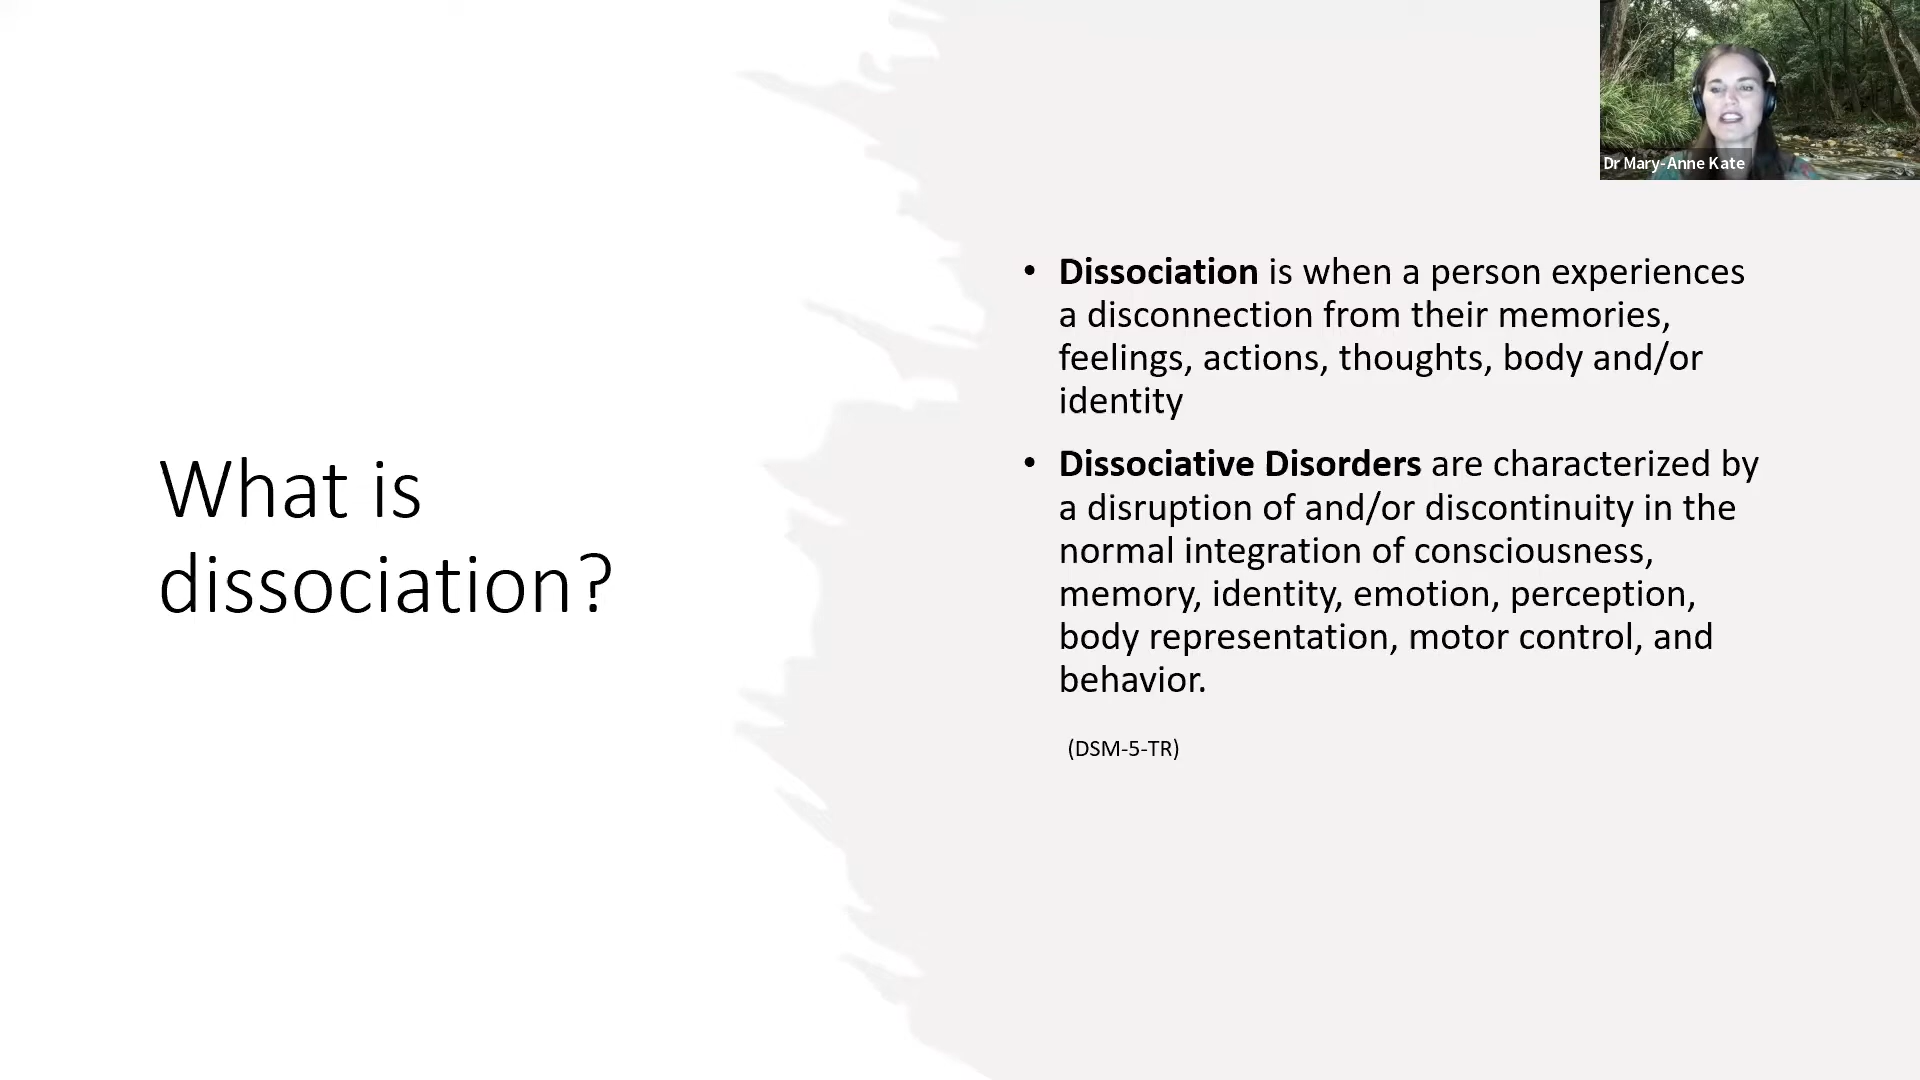 Dr Mary-Anne Kate
What is
dissociation?
• Dissociation is when a person experiences
a disconnection from their memories,
feelings, actions, thoughts, body and/or
identity
• Dissociative Disorders are characterized by
a disruption of and/or discontinuity in the
normal integration of consciousness,
memory, identity, emotion, perception,
body representation, motor control, and
behavior.
(DSM-5-TR)